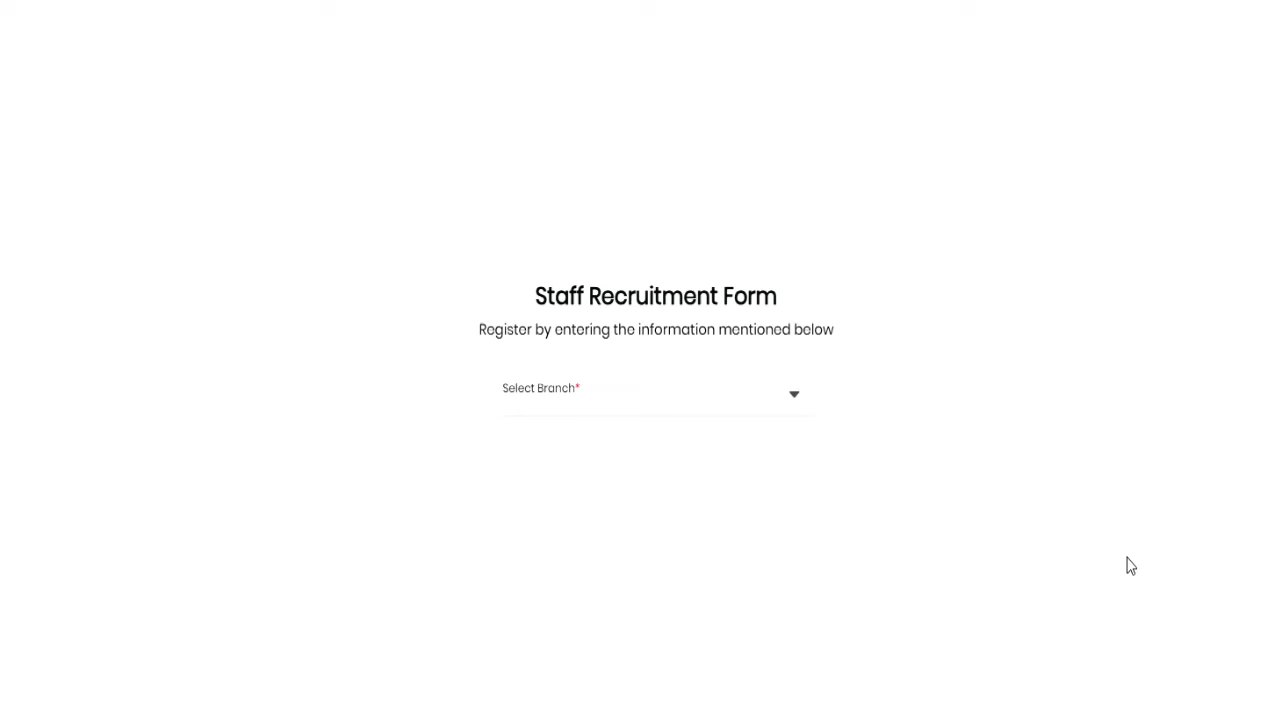 Staff Recruitment Form
Register by entering the information mentioned below
Select Branch*